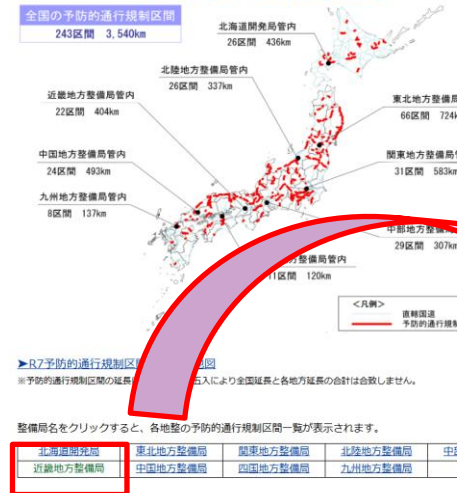 全国の予防的通行規制区間
243区間 3,540km
北海道開発局管内
26区間 436km
北陸地方整備局管内
26区間 337km
近畿地方整備局管内
22区間 404km
東北地方整備局
66区間 724k
中国地方整備局管内
24区間 493km
関東地方整備局管
31区間 583km
九州地方整備局管内
8区間 137km
中部地方整備局
29区間 307km
方整備局管内
11区間 120km
<凡例>
直轄国道
予防的通行規制
▶R7予防的通行規制区 図
※予防的通行規制区間の延長 五入により全国延長と各地方延長の合計は合致しません。
整備局名をクリックすると、各地整の予防的通行規制区間一覧が表示されます。
北海道開発局 東北地方整備局 関東地方整備局 北陸地方整備局 中
近畿地方整備局 中国地方整備局 四国地方整備局 九州地方整備局